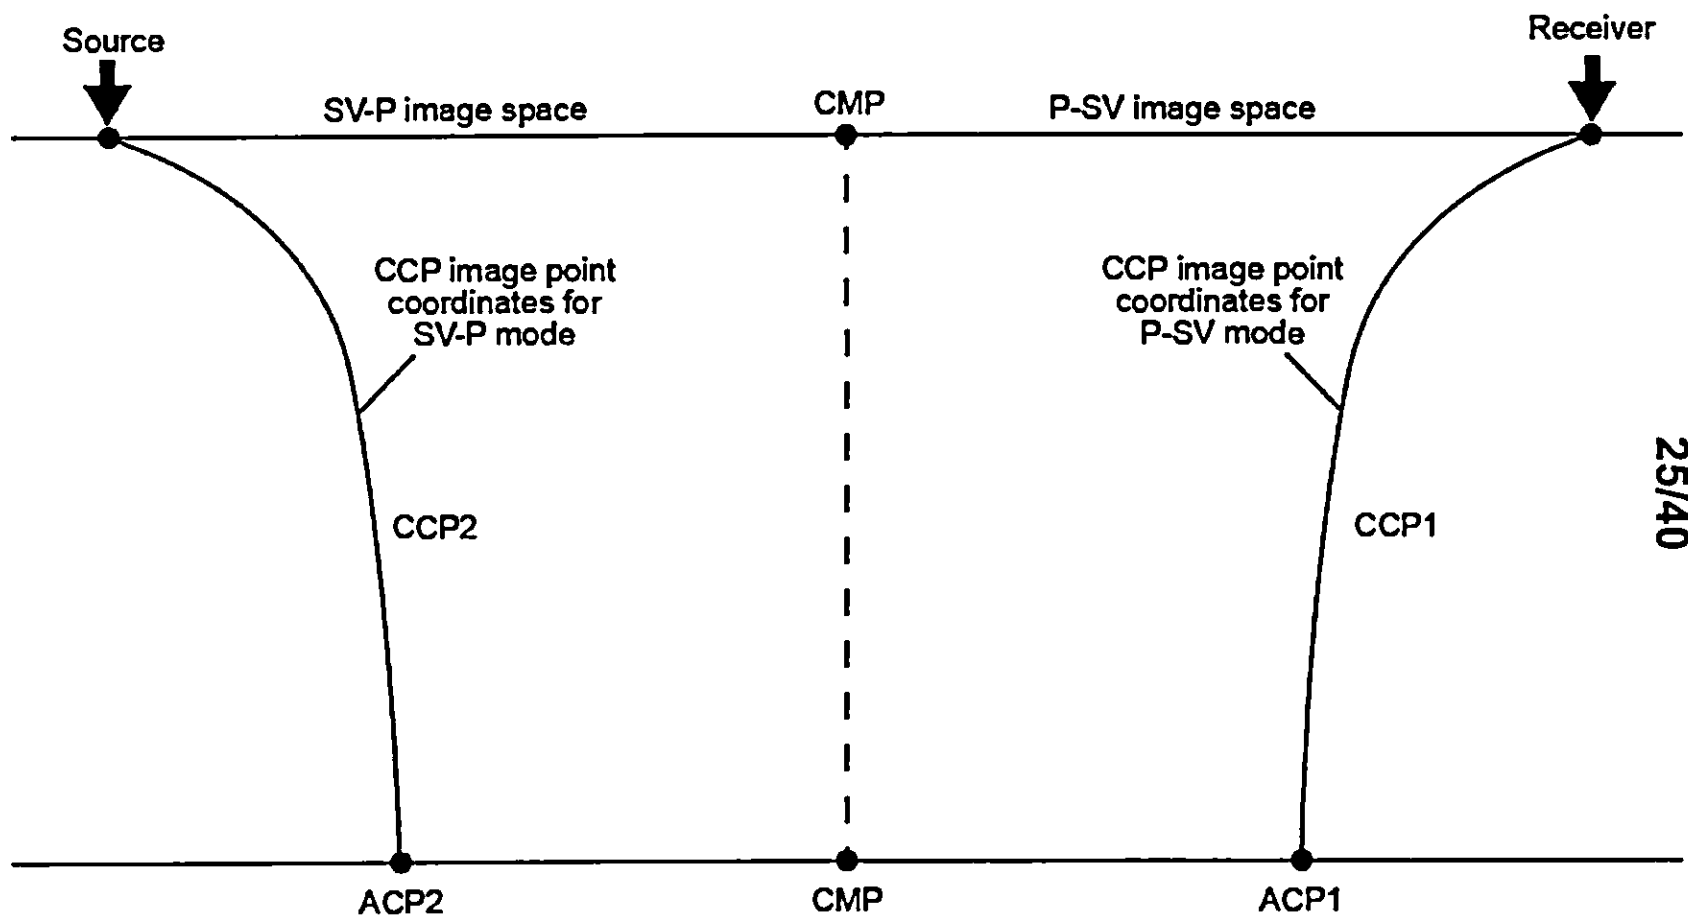 Source
Receiver
SV-P image space
CMP
P-SV image space
CCP image point
coordinates for
SV-P mode
CCP image point
coordinates for
P-SV mode
CCP2
CCP1
25/40
ACP2
CMP
ACP1